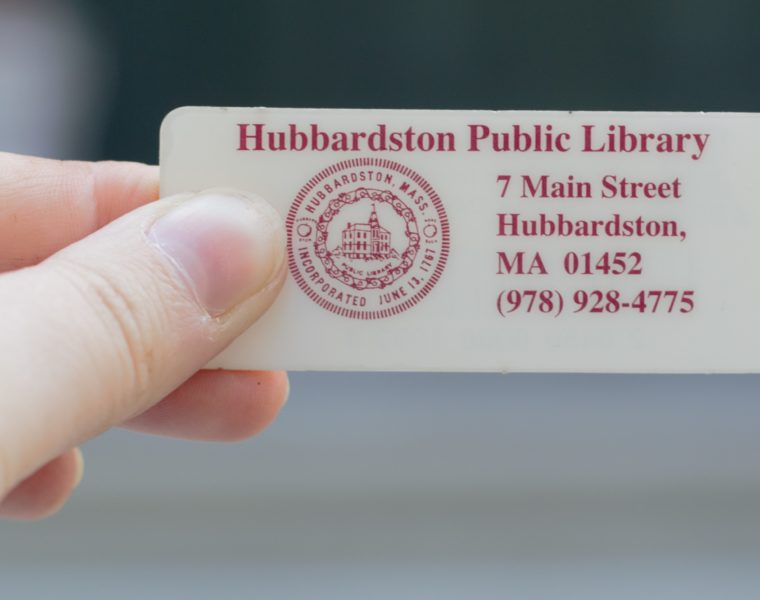 Hubbardston Public Library
HUBBARDSTON, MASS.
PUBLIC LIBRARY
INCORPORATED JUNE 13, 1767
7 Main Street
Hubbardston,
MA 01452
(978) 928-4775